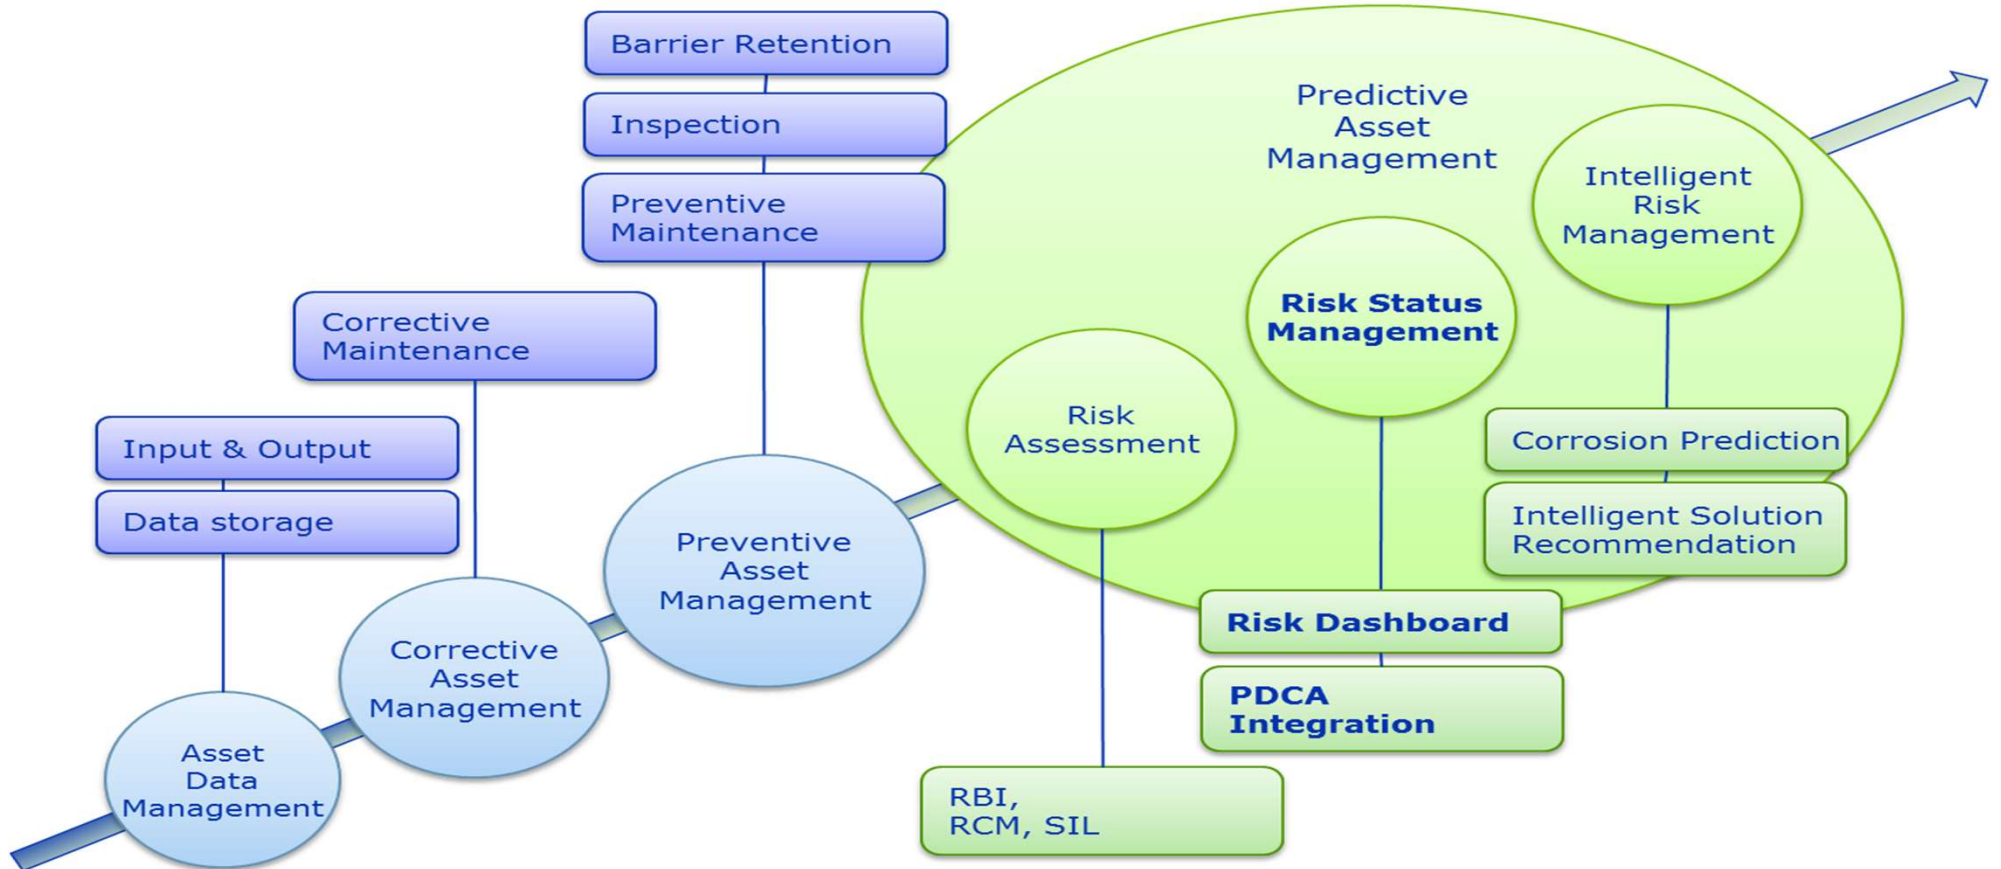 Barrier Retention
Inspection
Preventive
Maintenance
Corrective
Maintenance
Input & Output
Data storage
Asset
Data
Management
Corrective
Asset
Management
Preventive
Asset
Management
Predictive
Asset
Management
Risk
Assessment
RBI,
RCM, SIL
Risk Status
Management
Risk Dashboard
PDCA
Integration
Intelligent
Risk
Management
Corrosion Prediction
Intelligent Solution
Recommendation